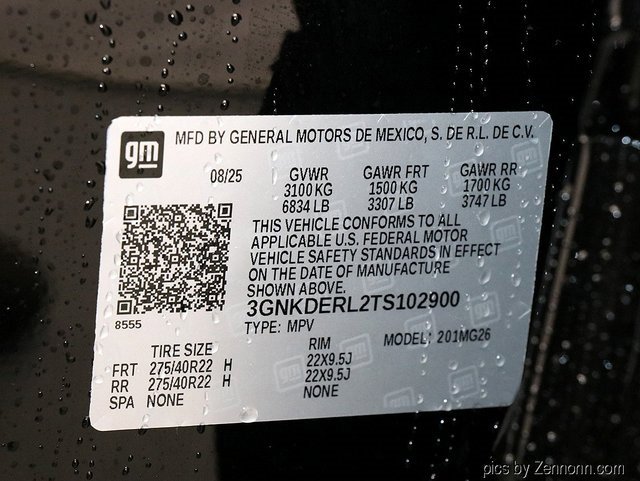 gm
MFD BY GENERAL MOTORS DE MEXICO, S. DE R.L. DE C.V.
08/25 GVWR GAWR FRT GAWR RR
3100 KG 1500 KG 1700 KG
6834 LB 3307 LB 3747 LB
THIS VEHICLE CONFORMS TO ALL
APPLICABLE U.S. FEDERAL MOTOR
VEHICLE SAFETY STANDARDS IN EFFECT
ON THE DATE OF MANUFACTURE
SHOWN ABOVE.
3GNKDERL2TS102900
8555
TYPE: MPV MODEL: 201MG26
TIRE SIZE RIM
FRT 275/40R22 H 22X9.5J
RR 275/40R22 H 22X9.5J
SPA NONE NONE
pics by Zennonn.com